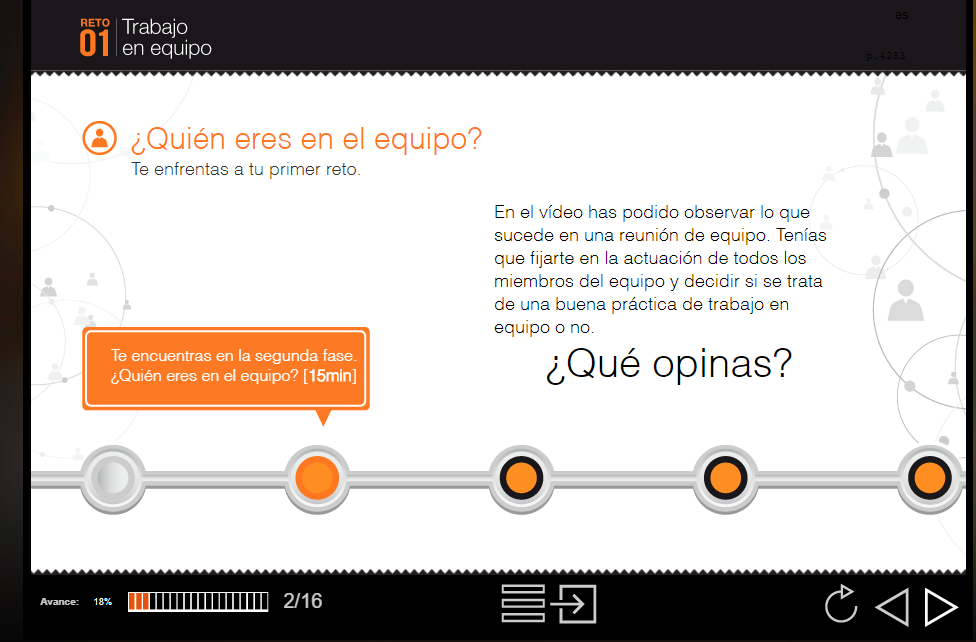 RETO
01
Trabajo
en equipo
es
p.4285
¿Quién eres en el equipo?
Te enfrentas a tu primer reto.
En el vídeo has podido observar lo que
sucede en una reunión de equipo. Tenías
que fijarte en la actuación de todos los
miembros del equipo y decidir si se trata
de una buena práctica de trabajo en
equipo o no.
¿Qué opinas?
Te encuentras en la segunda fase.
¿Quién eres en el equipo? [15min]
Avance: 18% 2/16